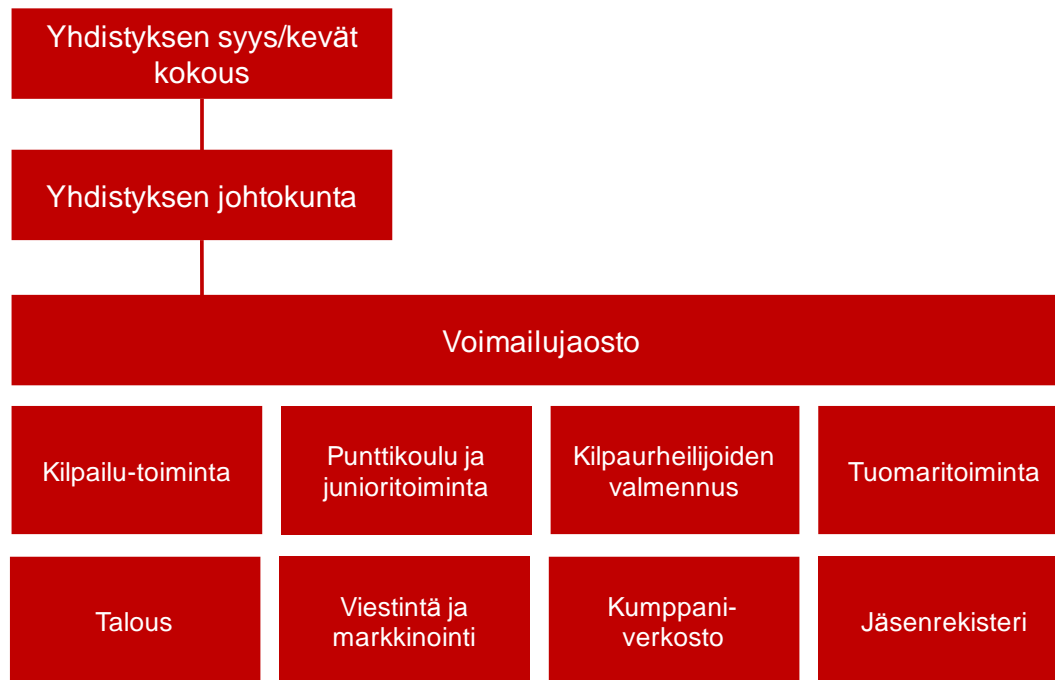 Yhdistyksen syys/kevät
kokous
Yhdistyksen johtokunta
Voimailujaosto
Kilpailu-toiminta
Punttikoulu ja
junioritoiminta
Kilpaurheilijoiden
valmennus
Tuomaritoiminta
Talous
Viestintä ja
markkinointi
Kumppani-
verkosto
Jäsenrekisteri